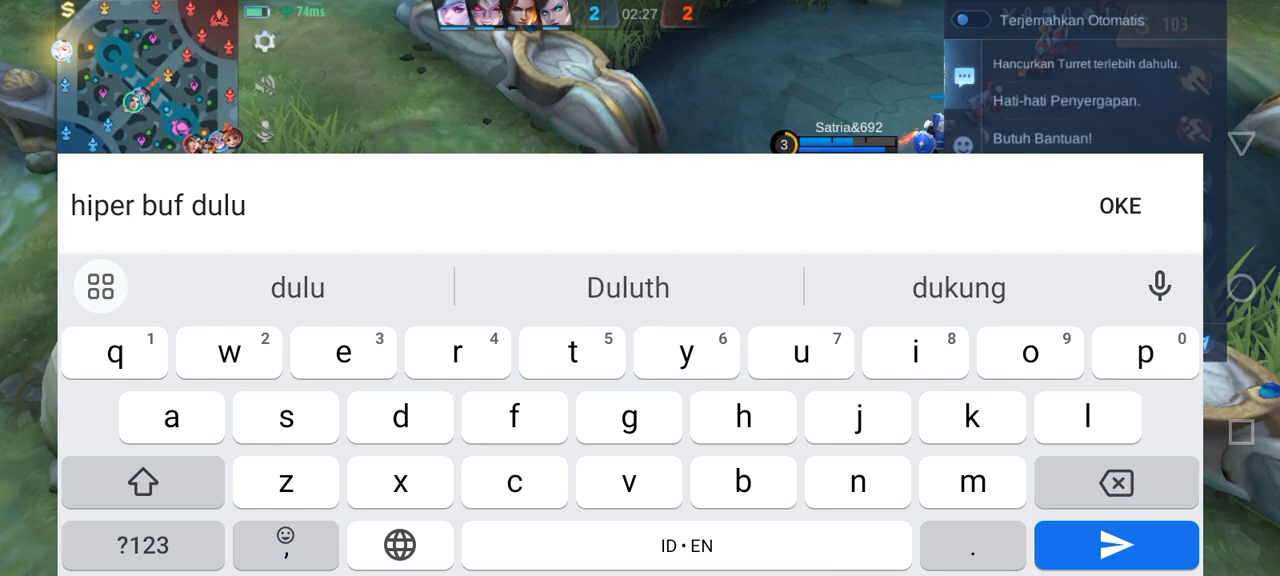 $
74ms
2 02:27 2
Terjemahkan Otomatis
103
Hancurkan Turret terlebih dahulu.
Hati-hati Penyergapan.
Satria&692
3
Butuh Bantuan!
hiper buf dulu
OKE
dulu Duluth dukung
q 1 w 2 e 3 r 4 t 5 y 6 u 7 i 8 o 9 p 0
a s d f g h j k l
z x c v b n m
?123 , ID • EN .